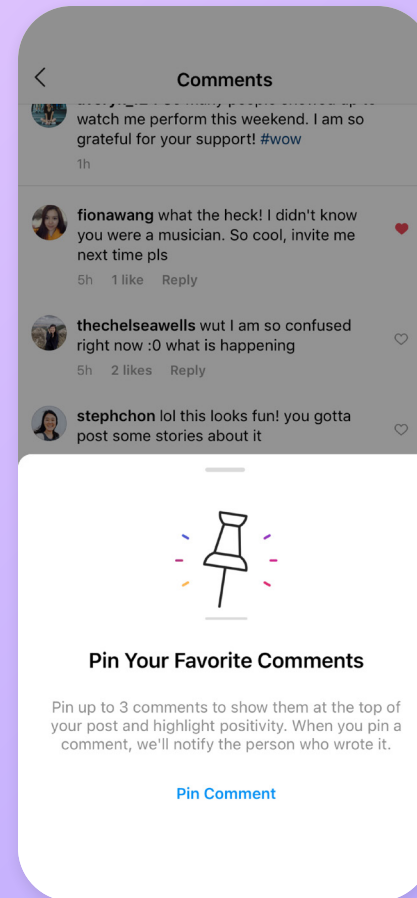 Comments
watch me perform this weekend. I am so
grateful for your support! #wow
1h
fionawang what the heck! I didn't know
you were a musician. So cool, invite me
next time pls
5h 1 like Reply
thechelseawells wut I am so confused
right now :0 what is happening
5h 2 likes Reply
stephchon lol this looks fun! you gotta
post some stories about it
Pin Your Favorite Comments
Pin up to 3 comments to show them at the top of
your post and highlight positivity. When you pin a
comment, we'll notify the person who wrote it.
Pin Comment